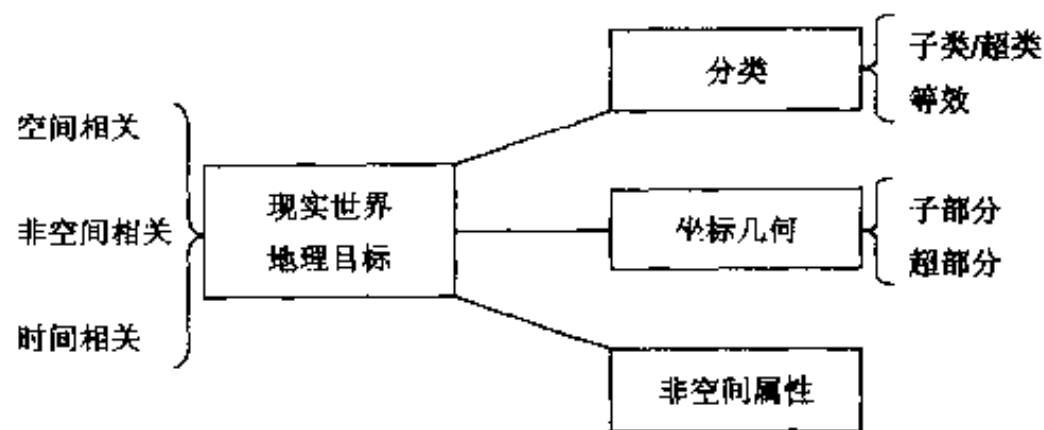 空间相关
非空间相关
时间相关
现实世界
地理目标
分类
子类/超类
等效
坐标几何
子部分
超部分
非空间属性